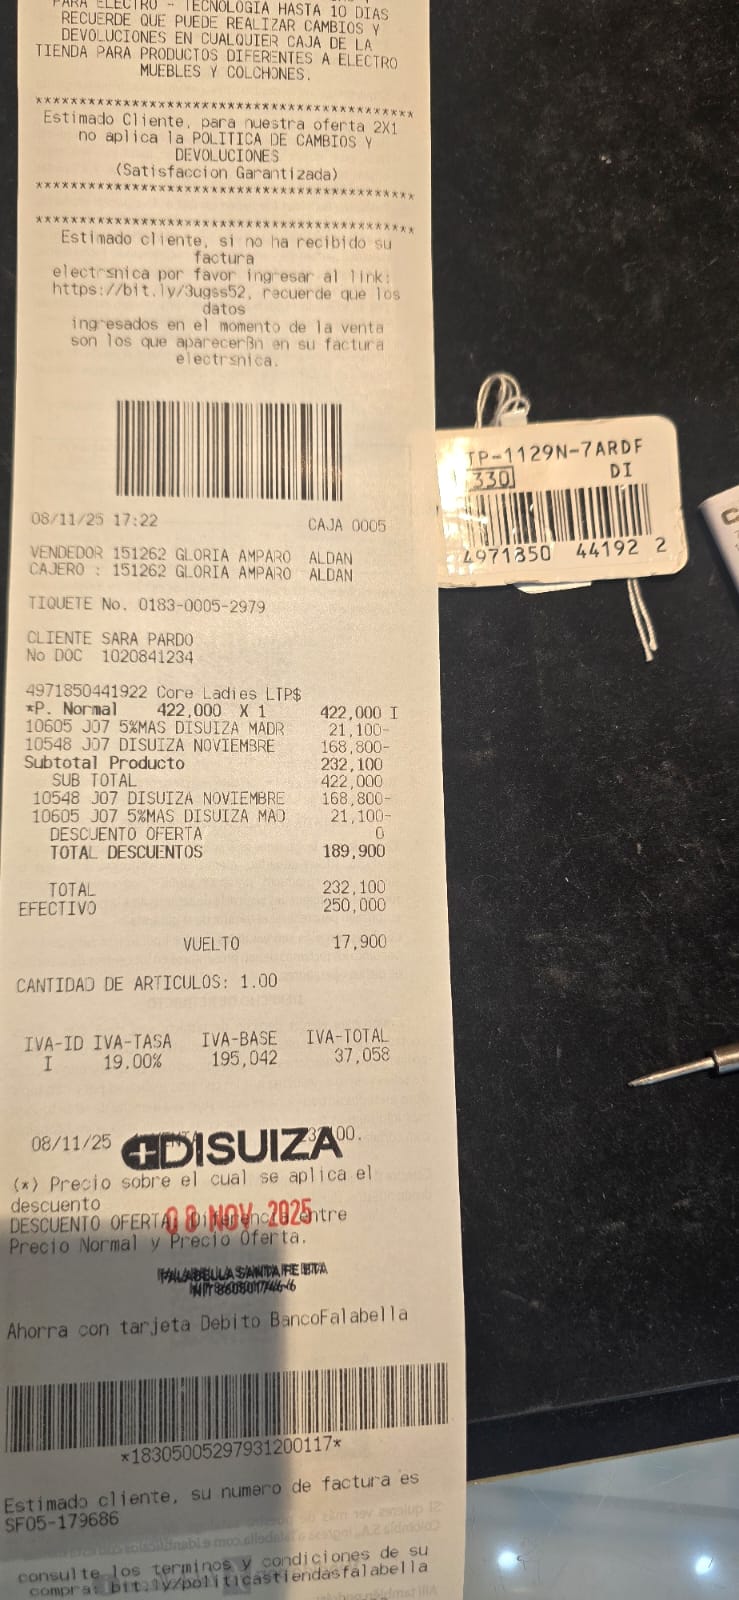 PARA ELECTRO - TECNOLOGIA HASTA 10 DIAS
RECUERDE QUE PUEDE REALIZAR CAMBIOS Y
DEVOLUCIONES EN CUALQUIER CAJA DE LA
TIENDA PARA PRODUCTOS DIFERENTES A ELECTRO
MUEBLES Y COLCHONES.
******************************************
Estimado Cliente, para nuestra oferta 2X1
no aplica la POLITICA DE CAMBIOS Y
DEVOLUCIONES
(Satisfaccion Garantizada)
******************************************
******************************************
Estimado cliente, si no ha recibido su
factura
electrsnica por favor ingresar al link:
https://bit.ly/3ugss52, recuerde que los
datos
ingresados en el momento de la venta
son los que aparecerßn en su factura
electrsnica.
08/11/25 17:22 CAJA 0005
VENDEDOR 151262 GLORIA AMPARO ALDAN
CAJERO : 151262 GLORIA AMPARO ALDAN
TIQUETE No. 0183-0005-2979
CLIENTE SARA PARDO
No DOC 1020841234
4971850441922 Core Ladies LTP$
*P. Normal 422,000 X 1 422,000 I
10605 J07 5%MAS DISUIZA MADR 21,100-
10548 J07 DISUIZA NOVIEMBRE 168,800-
Subtotal Producto 232,100
SUB TOTAL 422,000
10548 J07 DISUIZA NOVIEMBRE 168,800-
10605 J07 5%MAS DISUIZA MAD 21,100-
DESCUENTO OFERTA 0
TOTAL DESCUENTOS 189,900
TOTAL 232,100
EFECTIVO 250,000
VUELTO 17,900
CANTIDAD DE ARTICULOS: 1.00
IVA-ID IVA-TASA IVA-BASE IVA-TOTAL
I 19.00% 195,042 37,058
08/11/25
DISUIZA
(*) Precio sobre el cual se aplica el
descuento
DESCUENTO OFERTA Diferencia entre
08 NOV. 2025
Precio Normal y Precio Oferta.
FALABELLA SANTA FE BTA
Ahorra con tarjeta Debito BancoFalabella
*18305005297931200117*
Estimado cliente, su numero de factura es
SF05-179686
consulte los terminos y condiciones de su
compra: bit.ly/politicastiendasfalabella
TP-1129N-7ARDF
330 DI
4971850 44192 2